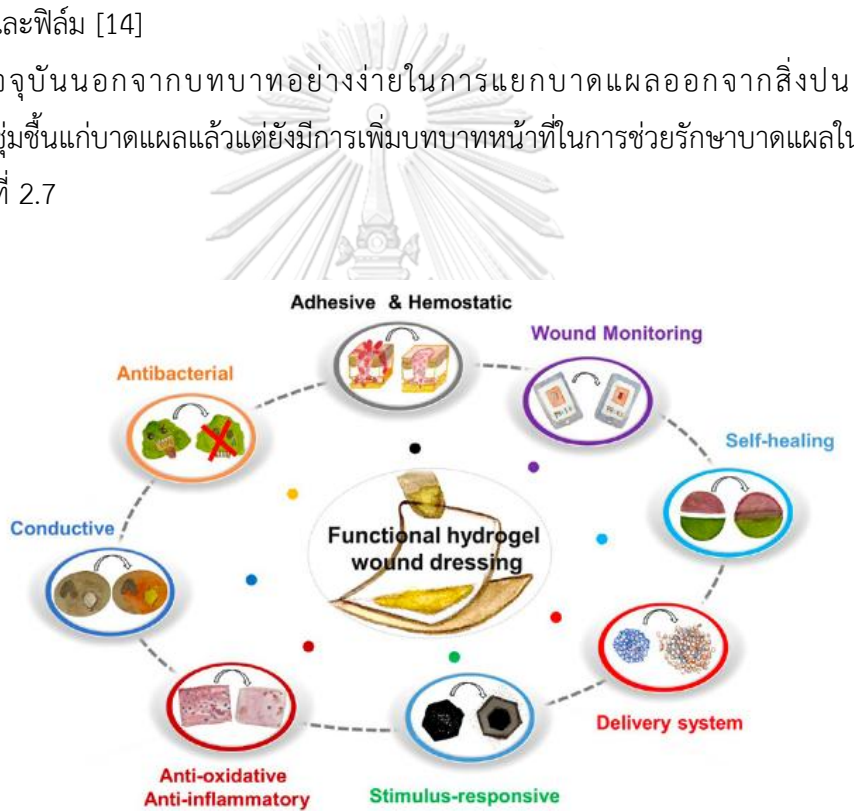 และฟิล์ม [14]
จจุบันนอกจากบทบาทอย่างง่ายในการแยกบาดแผลออกจากสิ่งปน
ชุ่มชื้นแก่บาดแผลแล้วแต่ยังมีการเพิ่มบทบาทหน้าที่ในการช่วยรักษาบาดแผลใน
ที่ 2.7
Adhesive & Hemostatic
Wound Monitoring
Antibacterial
Self-healing
Conductive
Functional hydrogel
wound dressing
Delivery system
Anti-oxidative
Anti-inflammatory
Stimulus-responsive